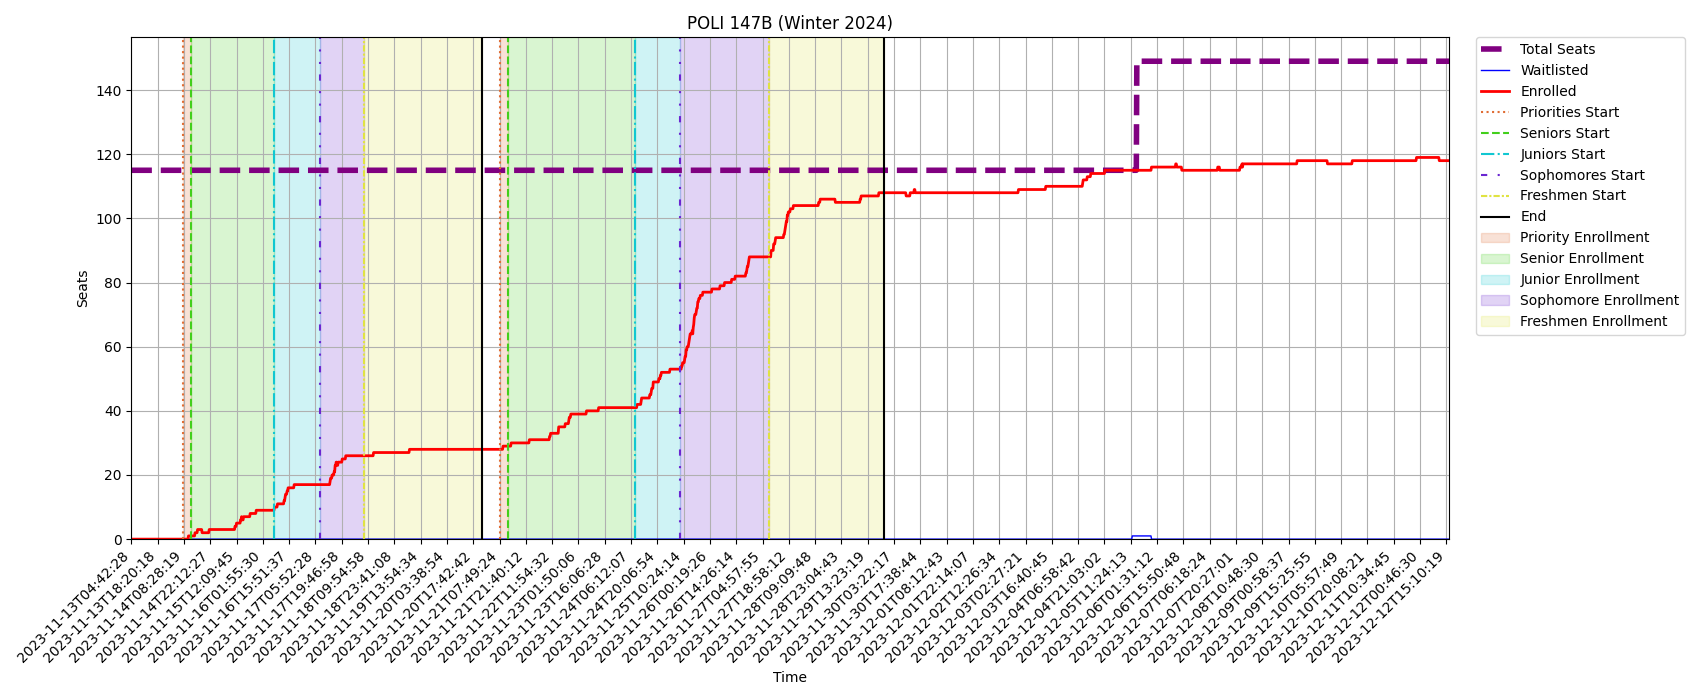 POLI 147B (Winter 2024)
Total Seats
Waitlisted
Enrolled
Priorities Start
Seniors Start
Juniors Start
Sophomores Start
Freshmen Start
End
Priority Enrollment
Senior Enrollment
Junior Enrollment
Sophomore Enrollment
Freshmen Enrollment
Seats
140
120
100
80
60
40
20
0
2023-11-13T04:42:28
2023-11-13T18:20:18
2023-11-14T08:28:19
2023-11-14T22:12:27
2023-11-15T12:09:45
2023-11-16T01:55:30
2023-11-16T15:51:37
2023-11-17T05:52:28
2023-11-17T19:46:58
2023-11-18T09:54:58
2023-11-18T23:41:08
2023-11-19T13:54:34
2023-11-20T03:38:54
2023-11-20T17:42:42
2023-11-21T07:49:24
2023-11-21T21:40:12
2023-11-22T11:54:32
2023-11-23T01:50:06
2023-11-23T16:06:28
2023-11-24T06:12:07
2023-11-24T20:06:54
2023-11-25T10:24:14
2023-11-26T00:19:26
2023-11-26T14:26:14
2023-11-27T04:57:55
2023-11-27T18:58:12
2023-11-28T09:09:48
2023-11-28T23:04:43
2023-11-29T13:23:19
2023-11-30T03:22:17
2023-11-30T17:38:44
2023-12-01T08:12:43
2023-12-01T22:14:07
2023-12-02T12:26:34
2023-12-03T02:27:21
2023-12-03T16:40:45
2023-12-04T06:58:42
2023-12-04T21:03:02
2023-12-05T11:24:13
2023-12-06T01:31:12
2023-12-06T15:50:48
2023-12-07T06:18:24
2023-12-07T20:27:01
2023-12-08T10:48:30
2023-12-09T00:58:37
2023-12-09T15:25:55
2023-12-10T05:57:49
2023-12-10T20:08:21
2023-12-11T10:34:45
2023-12-12T00:46:30
2023-12-12T15:10:19
Time